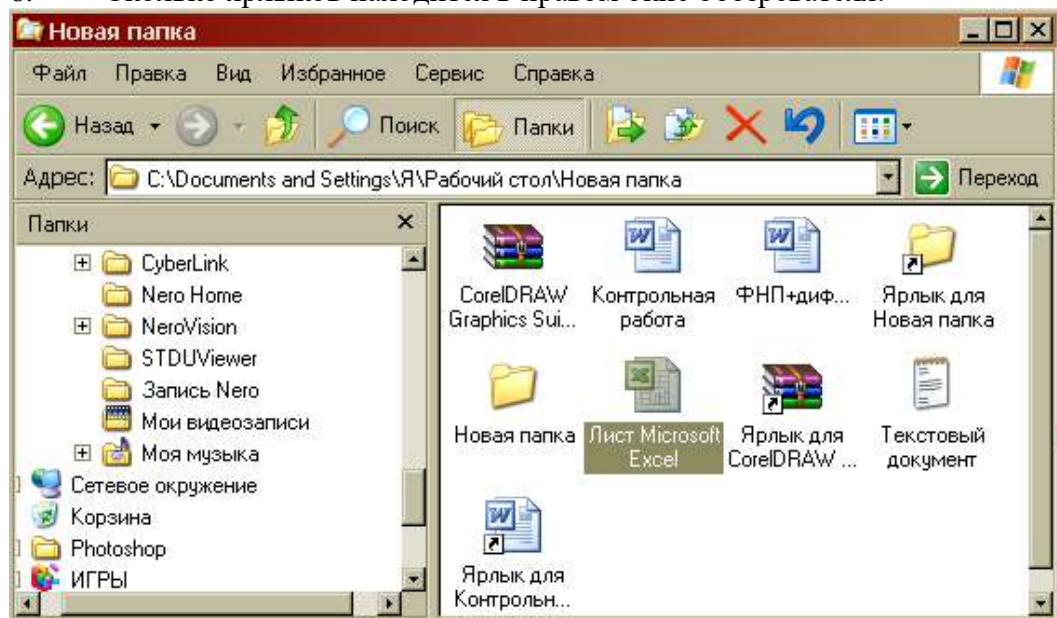 Новая папка
Файл Правка Вид Избранное Сервис Справка
Назад Поиск Папки
Адрес: C:\Documents and Settings\Я\Рабочий стол\Новая папка Переход
Папки
CyberLink
Nero Home
NeroVision
STDUViewer
Запись Nero
Мои видеозаписи
Моя музыка
Сетевое окружение
Корзина
Photoshop
ИГРЫ
CorelDRAW
Graphics Sui...
Контрольная
работа
ФНП+диф...
Ярлык для
Новая папка
Новая папка
Лист Microsoft
Excel
Ярлык для
CorelDRAW ...
Текстовый
документ
Ярлык для
Контрольн...